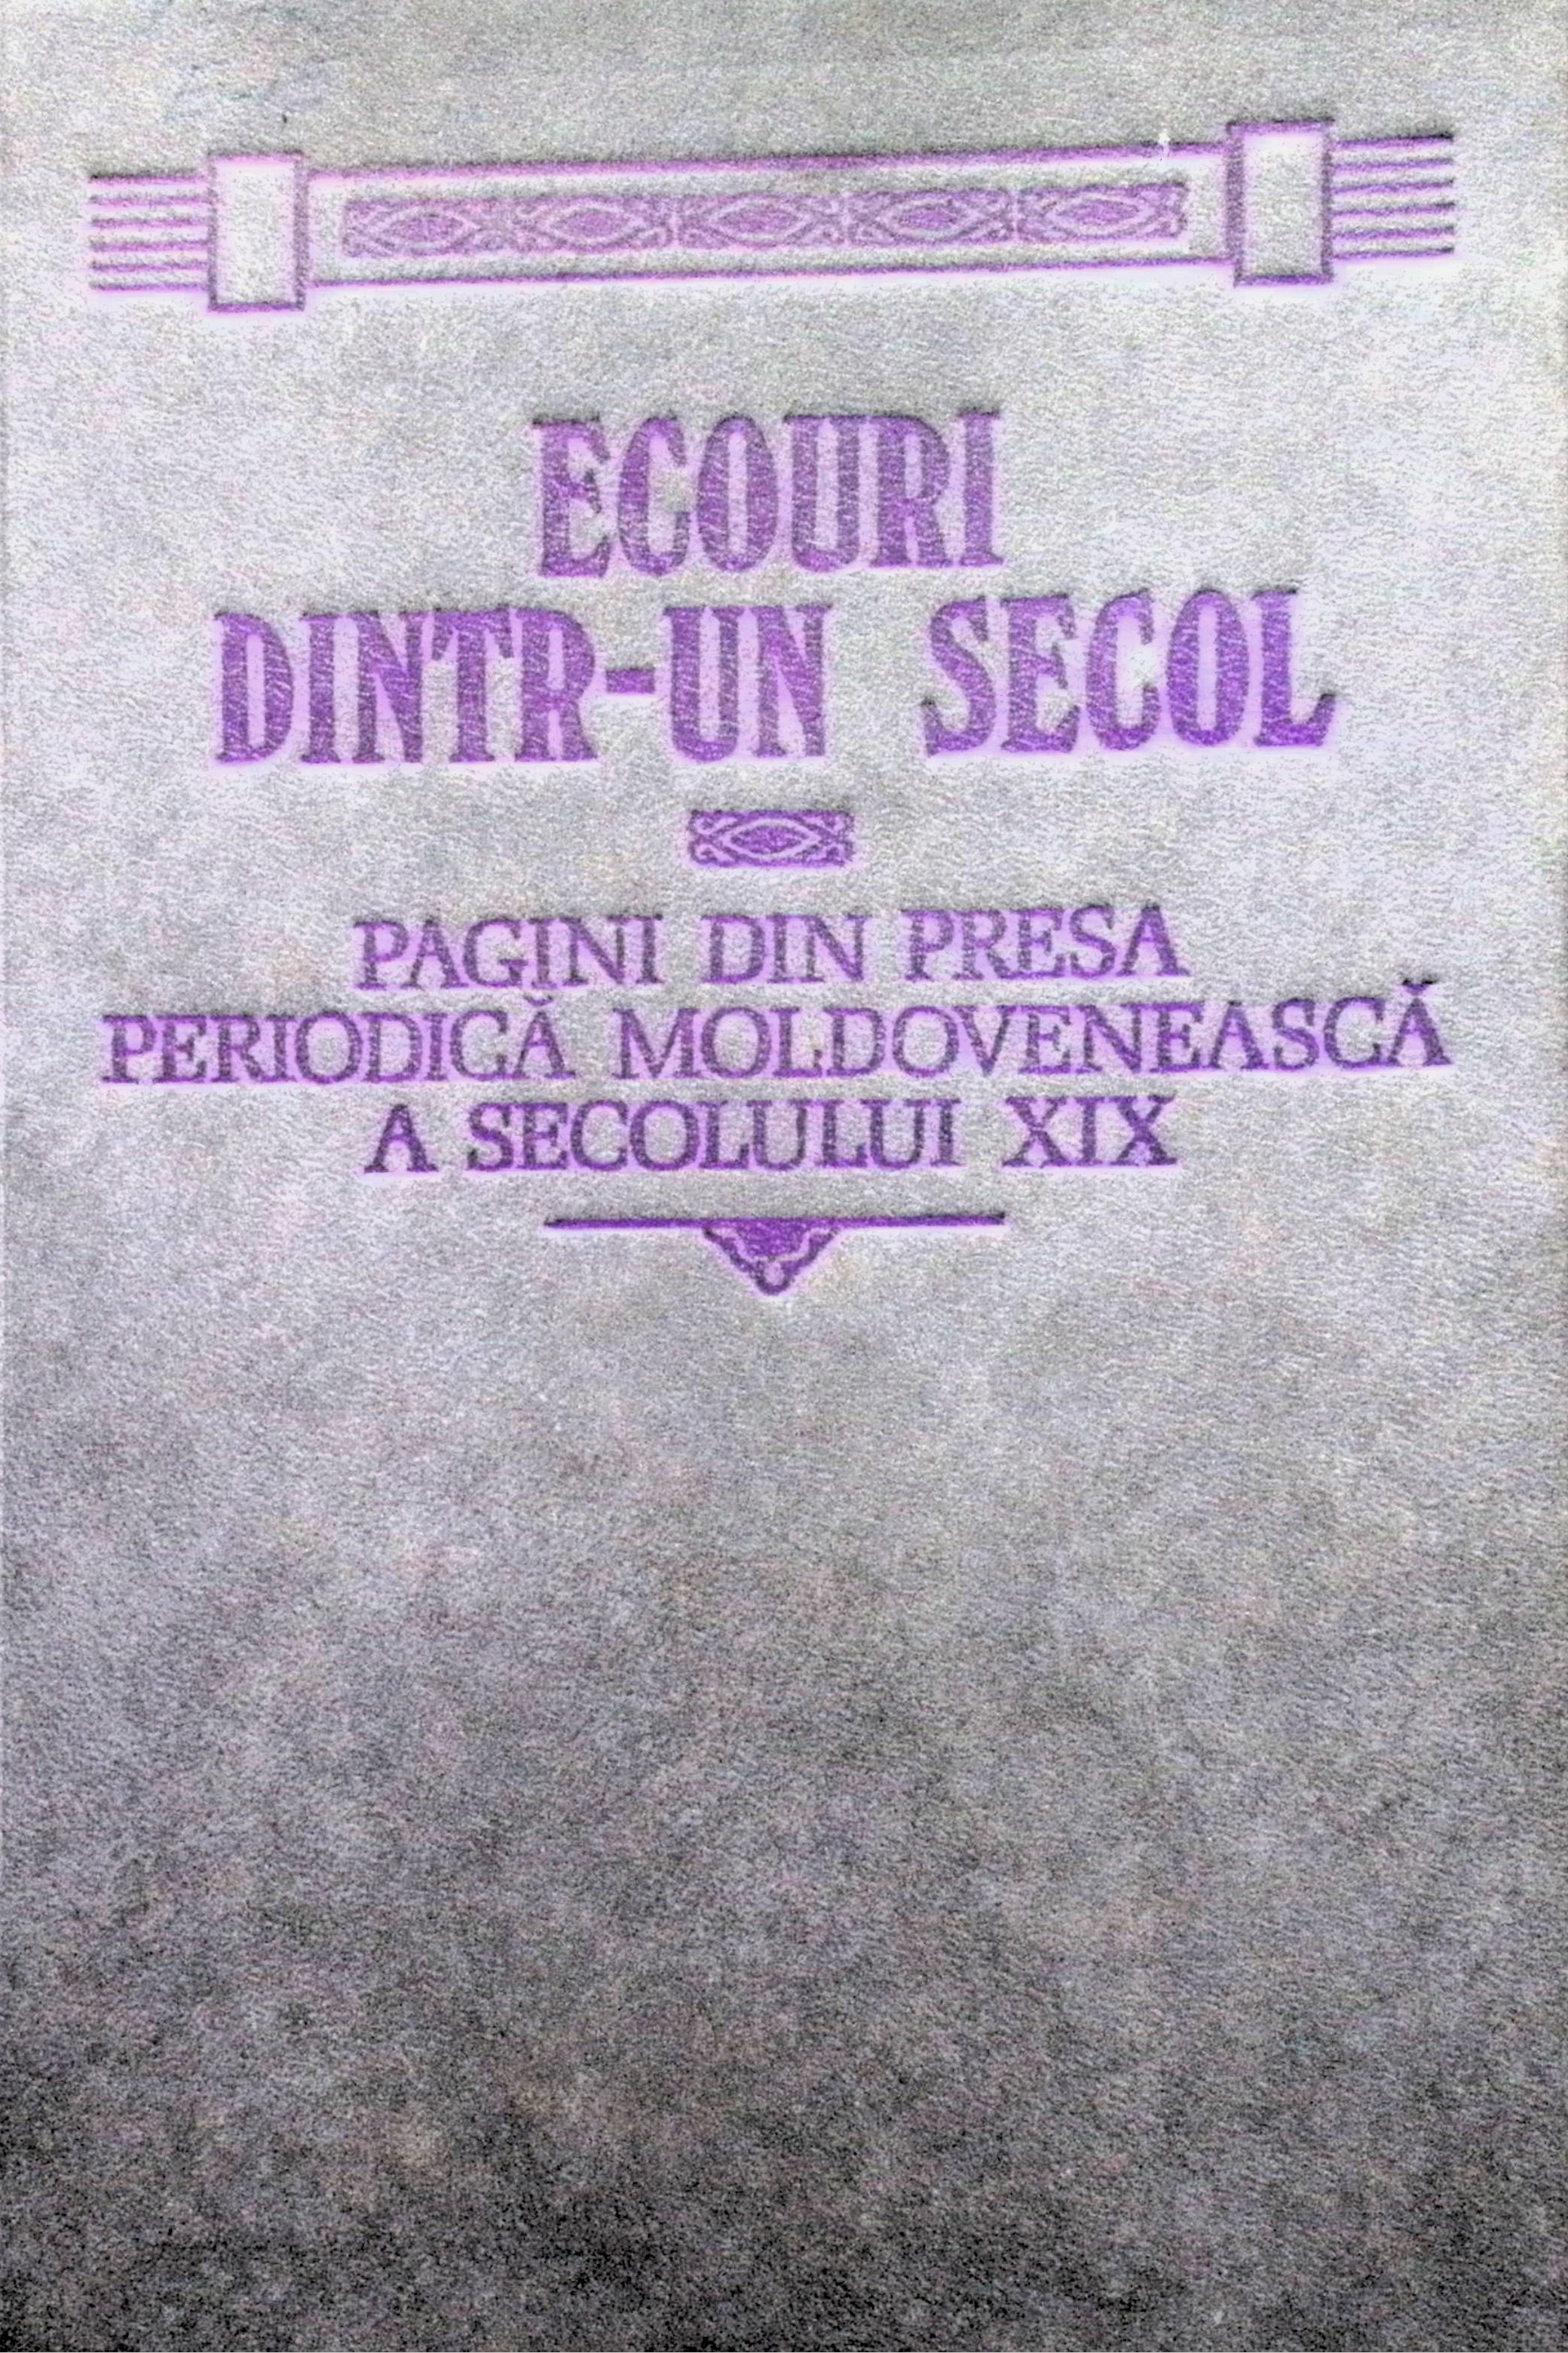 ECOURI
DINTR-UN SECOL
PAGINI DIN PRESA
PERIODICĂ MOLDOVENEASCĂ
A SECOLULUI XIX